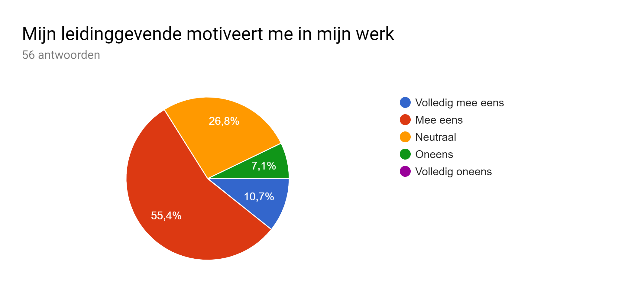 Mijn leidinggevende motiveert me in mijn werk
56 antwoorden
26,8%
7,1%
10,7%
55,4%
Volledig mee eens
Mee eens
Neutraal
Oneens
Volledig oneens